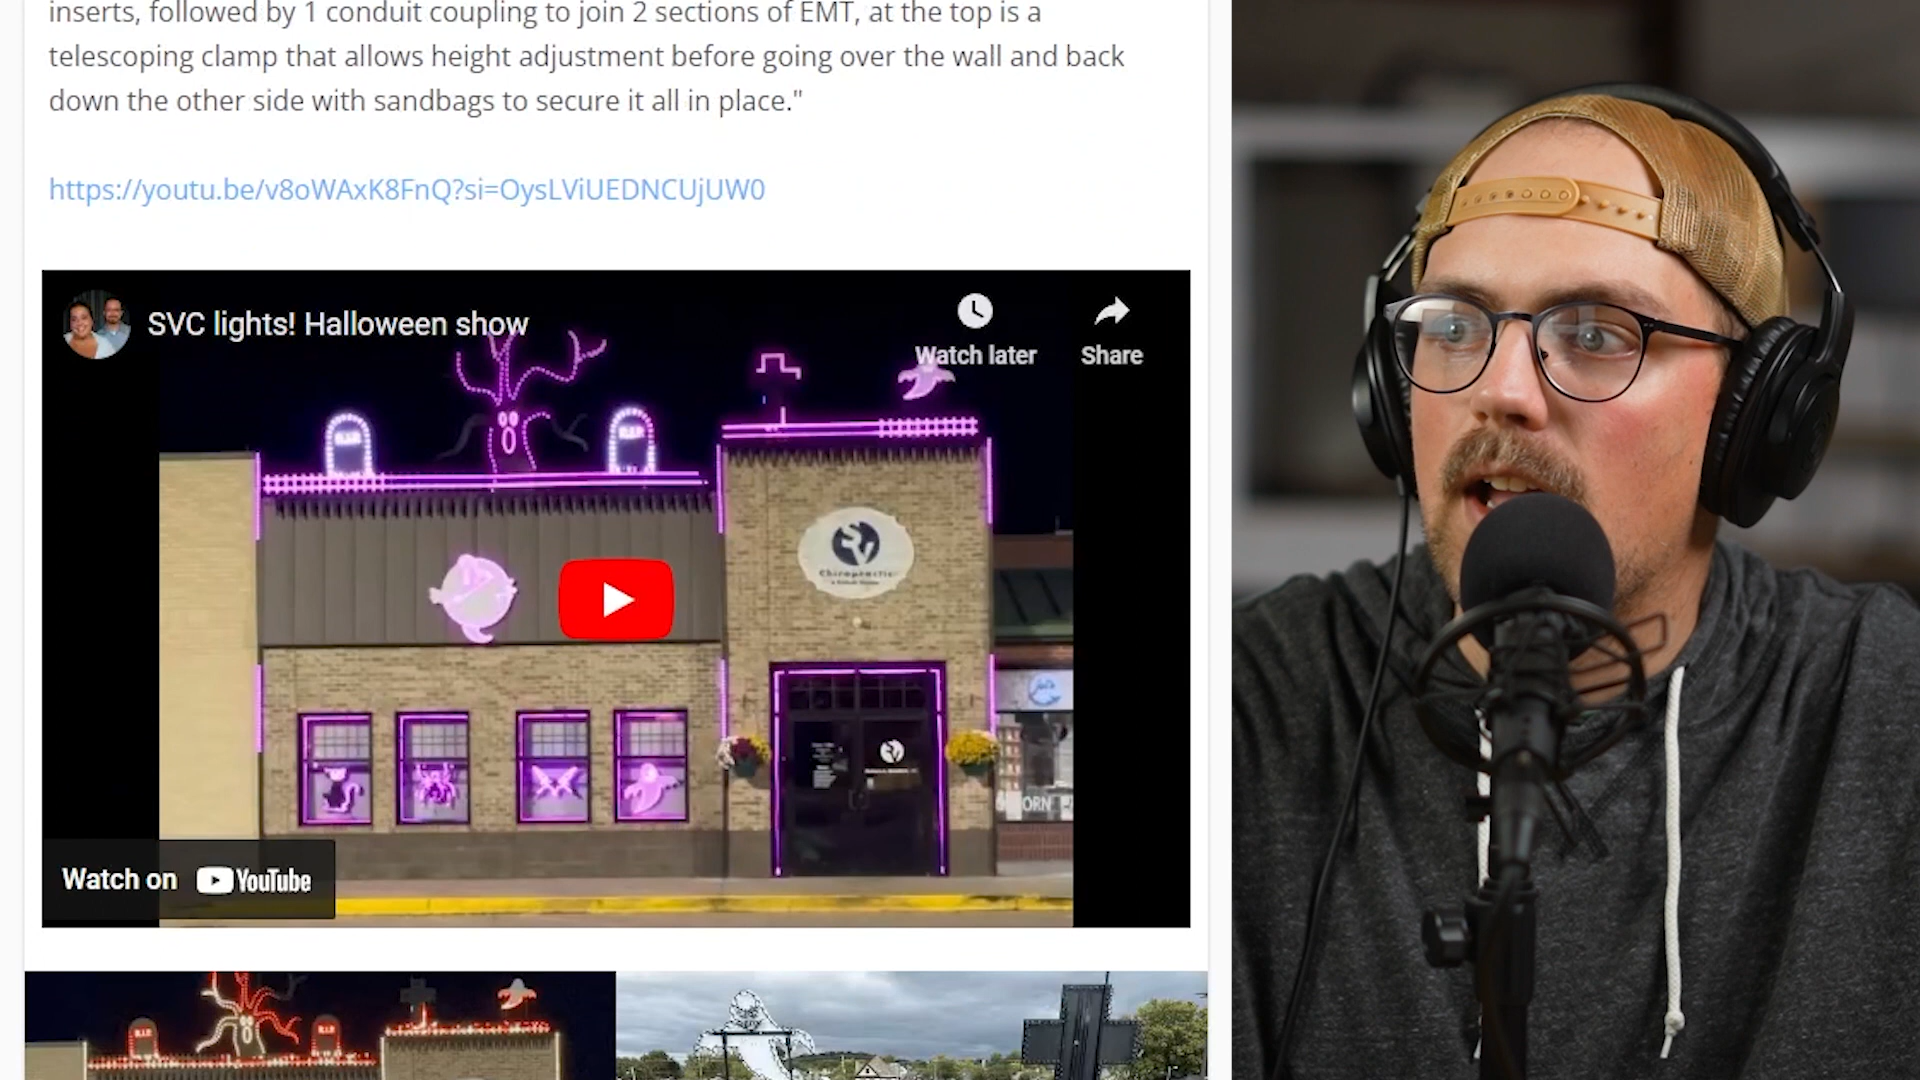 inserts, followed by 1 conduit coupling to join 2 sections of EMT, at the top is a
telescoping clamp that allows height adjustment before going over the wall and back
down the other side with sandbags to secure it all in place."
https://youtu.be/v8oWAxK8FnQ?si=OysLViUEDNCUjUW0
SVC lights! Halloween show
Watch later
Share
R.I.P
R.I.P
SV
Chiropractic
ORN
Watch on YouTube
R.I.P
R.I.P